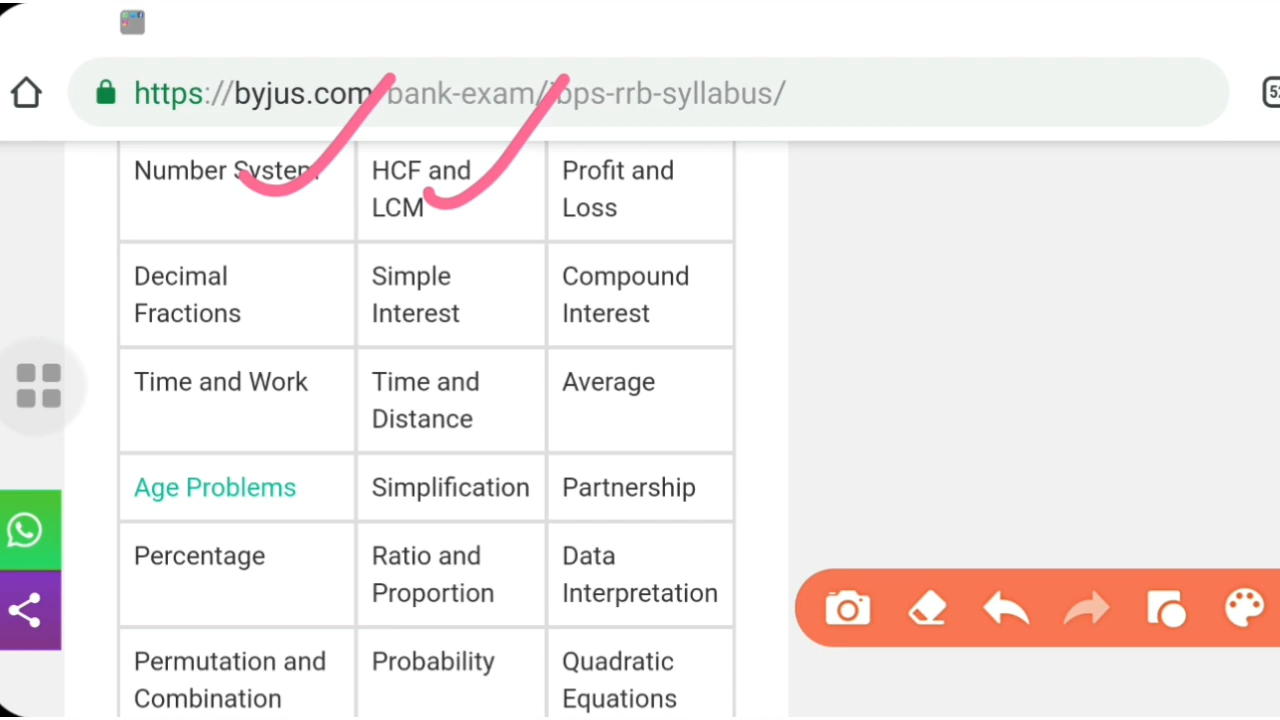 https://byjus.com/bank-exam/ibps-rrb-syllabus/
52
Number System
HCF and
LCM
Profit and
Loss
Decimal
Fractions
Simple
Interest
Compound
Interest
Time and Work
Time and
Distance
Average
Age Problems
Simplification
Partnership
Percentage
Ratio and
Proportion
Data
Interpretation
Permutation and
Combination
Probability
Quadratic
Equations